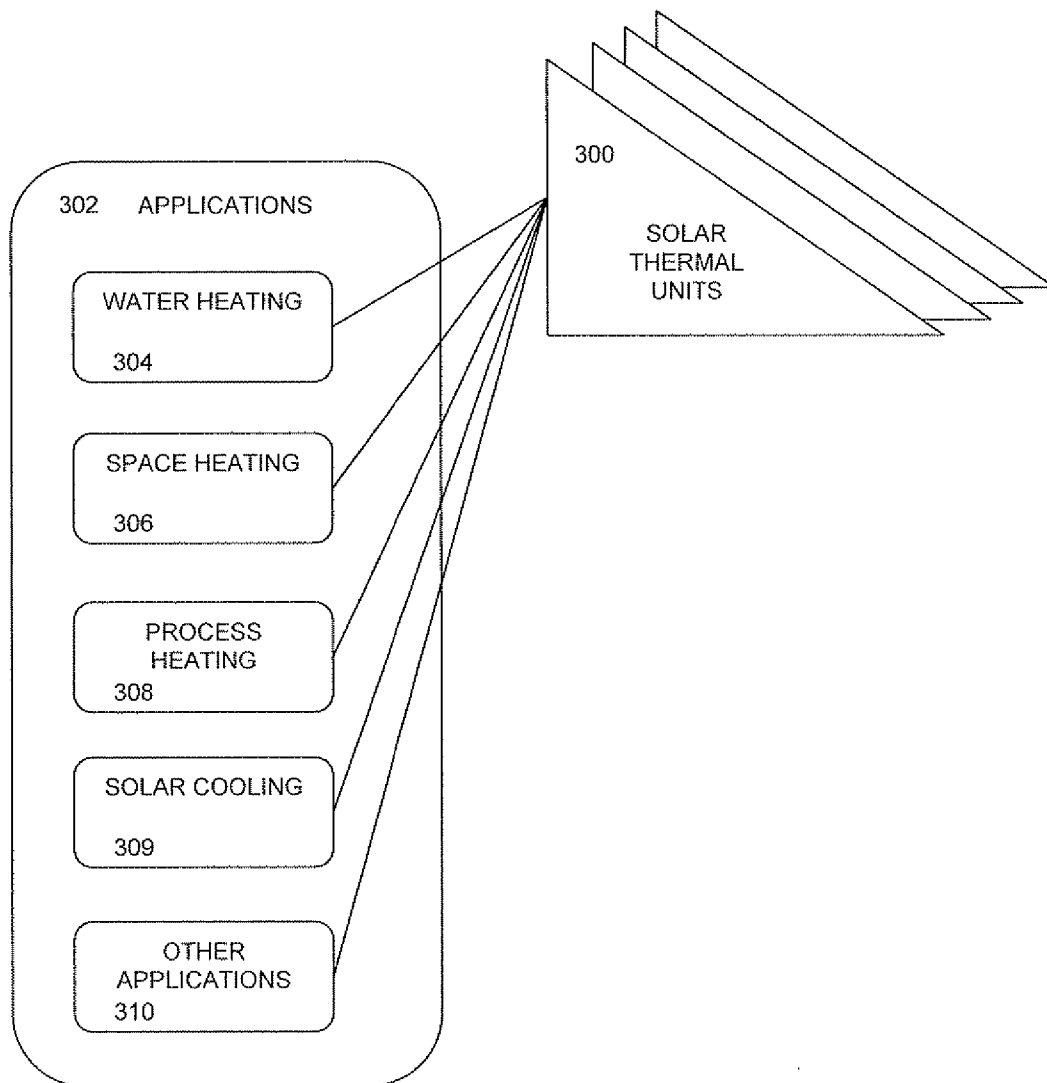 300
SOLAR
THERMAL
UNITS
302 APPLICATIONS
WATER HEATING
304
SPACE HEATING
306
PROCESS
HEATING
308
SOLAR COOLING
309
OTHER
APPLICATIONS
310